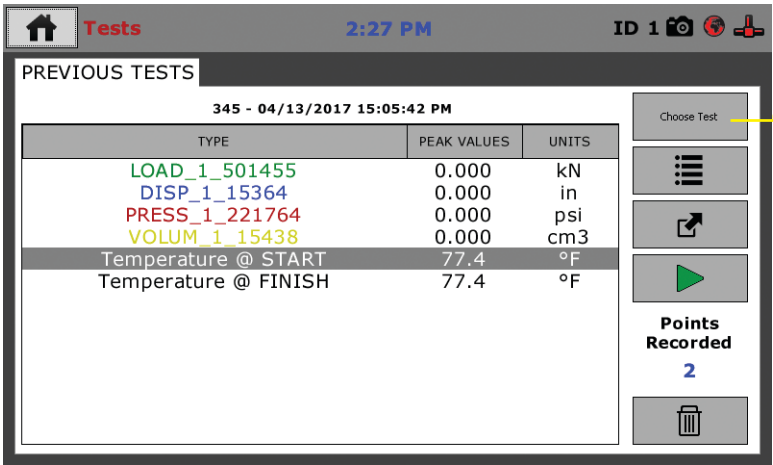 Tests 2:27 PM ID 1
PREVIOUS TESTS
345 - 04/13/2017 15:05:42 PM
Choose Test
TYPE PEAK VALUES UNITS
LOAD_1_501455 0.000 kN
DISP_1_15364 0.000 in
PRESS_1_221764 0.000 psi
VOLUM_1_15438 0.000 cm3
Temperature @ START 77.4 °F
Temperature @ FINISH 77.4 °F
Points
Recorded
2